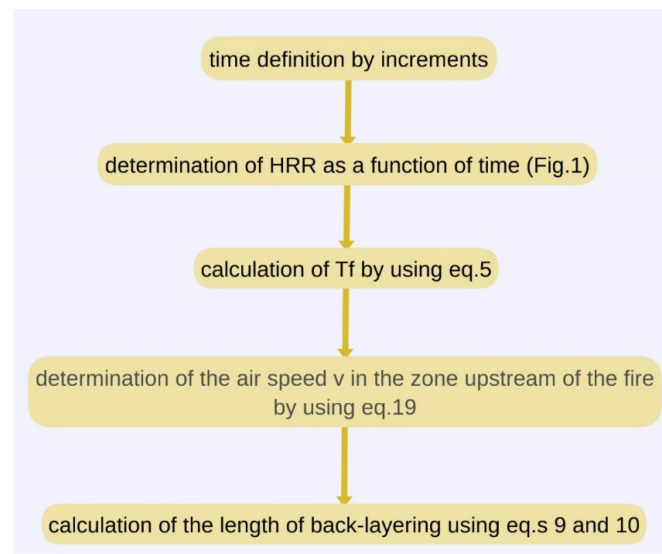 time definition by increments
determination of HRR as a function of time (Fig.1)
calculation of Tf by using eq.5
determination of the air speed v in the zone upstream of the fire
by using eq.19
calculation of the length of back-layering using eq.s 9 and 10